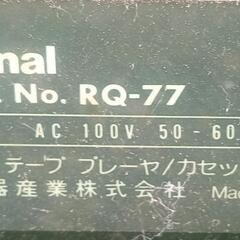 nal
No. RQ-77
AC 100V 50-60
テープ プレーヤ/カセッ
器産業株式会社 Mad